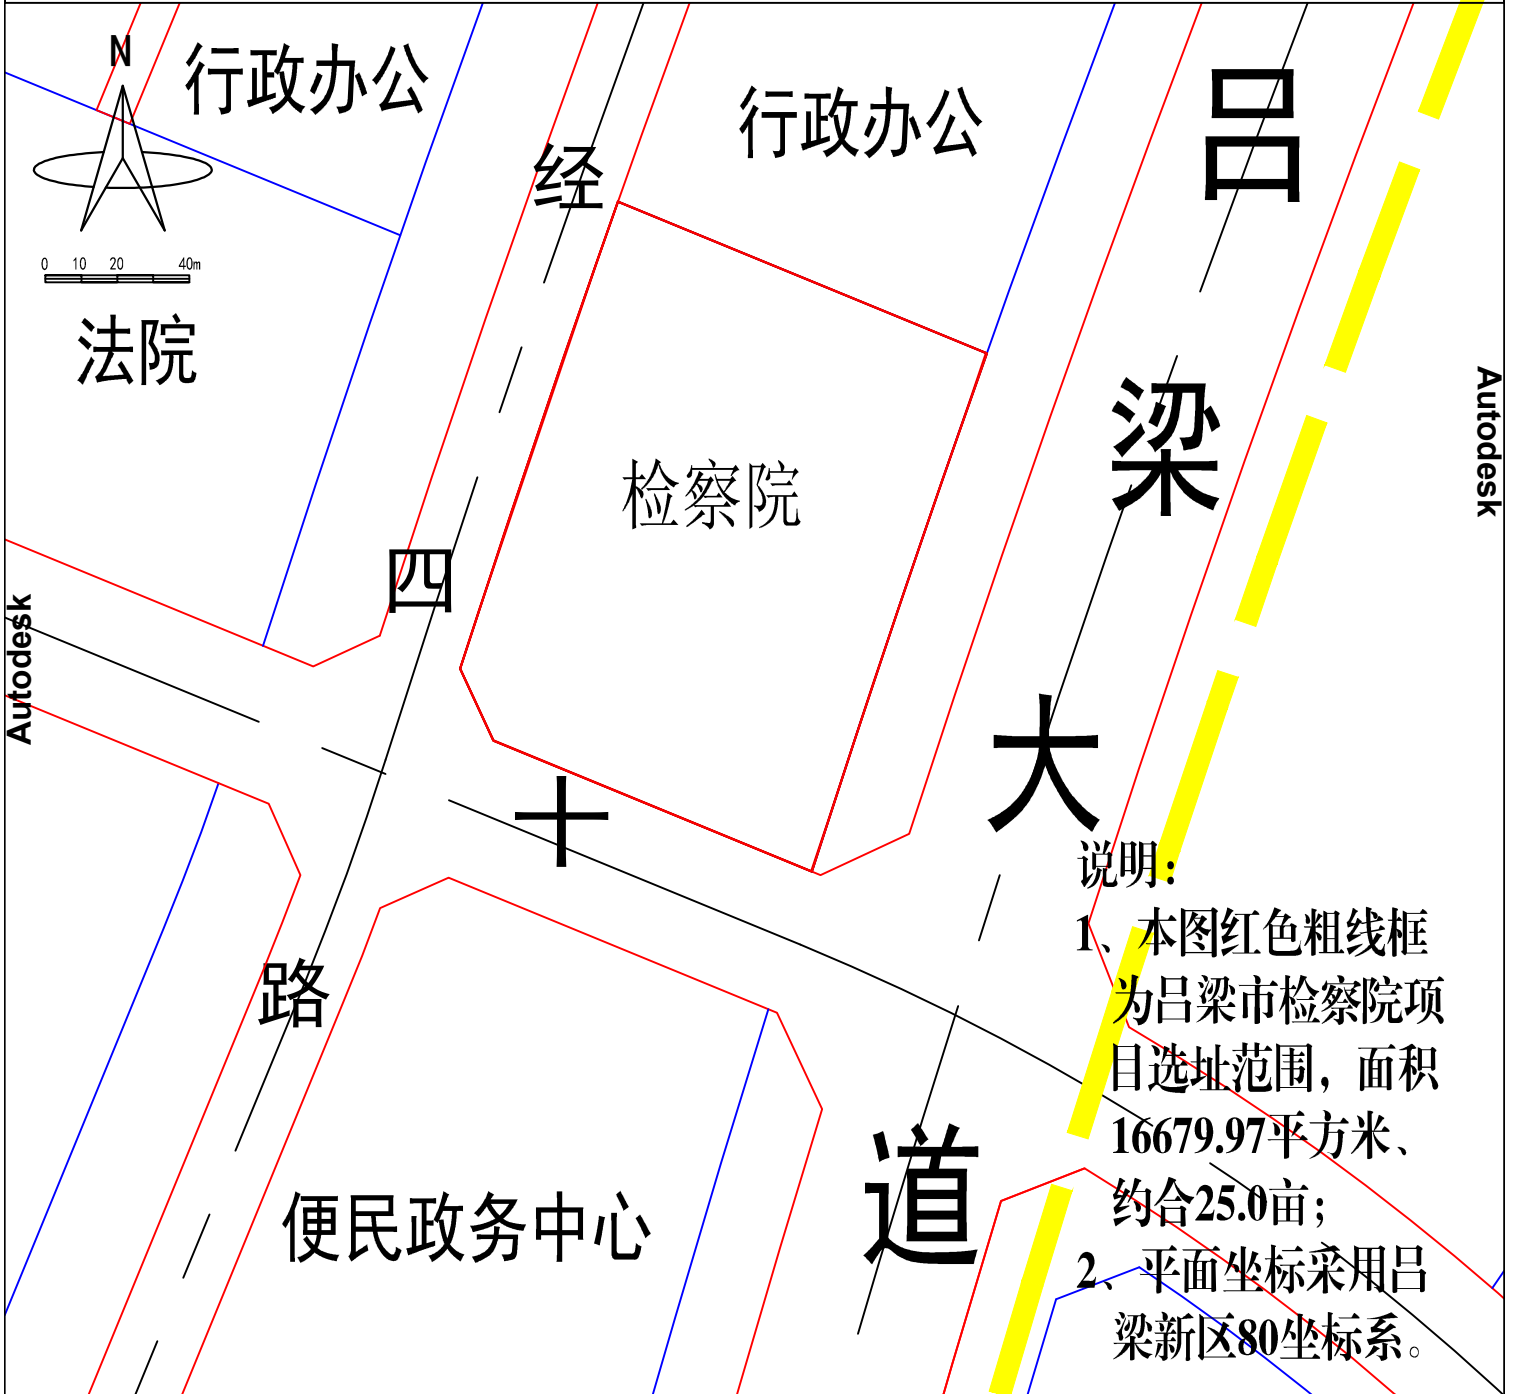 N
行政办公
行政办公
吕
经
0 10 20 40m
法院
梁
Autodesk
检察院
四
Autodesk
大
十
说明:
1、本图红色粗线框
为吕梁市检察院项
目选址范围，面积
16679.97平方米、
约合25.0亩；
2、平面坐标采用吕
梁新区80坐标系。
路
道
便民政务中心